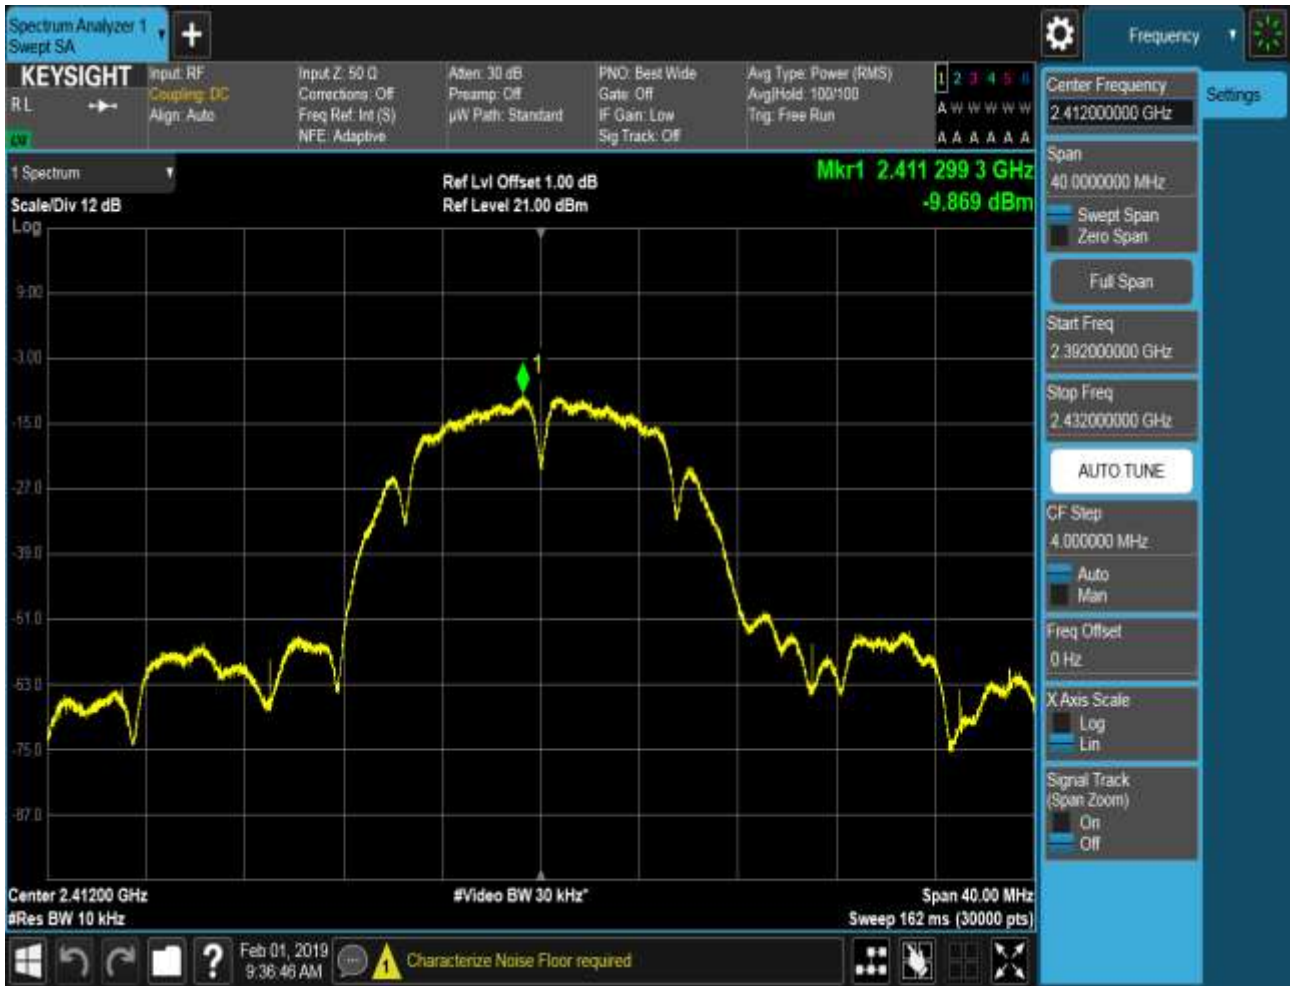 Spectrum Analyzer 1
Swept SA
+
Frequency
KEYSIGHT
R L
LXI
Input: RF
Coupling: DC
Align: Auto
Input Z: 50 Ω
Corrections: Off
Freq Ref: Int (S)
NFE: Adaptive
Atten: 30 dB
Preamp: Off
µW Path: Standard
PNO: Best Wide
Gate: Off
IF Gain: Low
Sig Track: Off
Avg Type: Power (RMS)
Avg|Hold: 100/100
Trig: Free Run
1 2 3 4 5 6
A W W W W W
A A A A A A
1 Spectrum
Scale/Div 12 dB
Log
Ref Lvl Offset 1.00 dB
Ref Level 21.00 dBm
Mkr1 2.411 299 3 GHz
-9.869 dBm
9.00
-3.00
-15.0
-27.0
-39.0
-51.0
-63.0
-75.0
-87.0
1
Center 2.41200 GHz
#Res BW 10 kHz
#Video BW 30 kHz*
Span 40.00 MHz
Sweep 162 ms (30000 pts)
Center Frequency
2.412000000 GHz
Settings
Span
40.0000000 MHz
Swept Span
Zero Span
Full Span
Start Freq
2.392000000 GHz
Stop Freq
2.432000000 GHz
AUTO TUNE
CF Step
4.000000 MHz
Auto
Man
Freq Offset
0 Hz
X Axis Scale
Log
Lin
Signal Track
(Span Zoom)
On
Off
?
Feb 01, 2019
9:36:46 AM
1
Characterize Noise Floor required